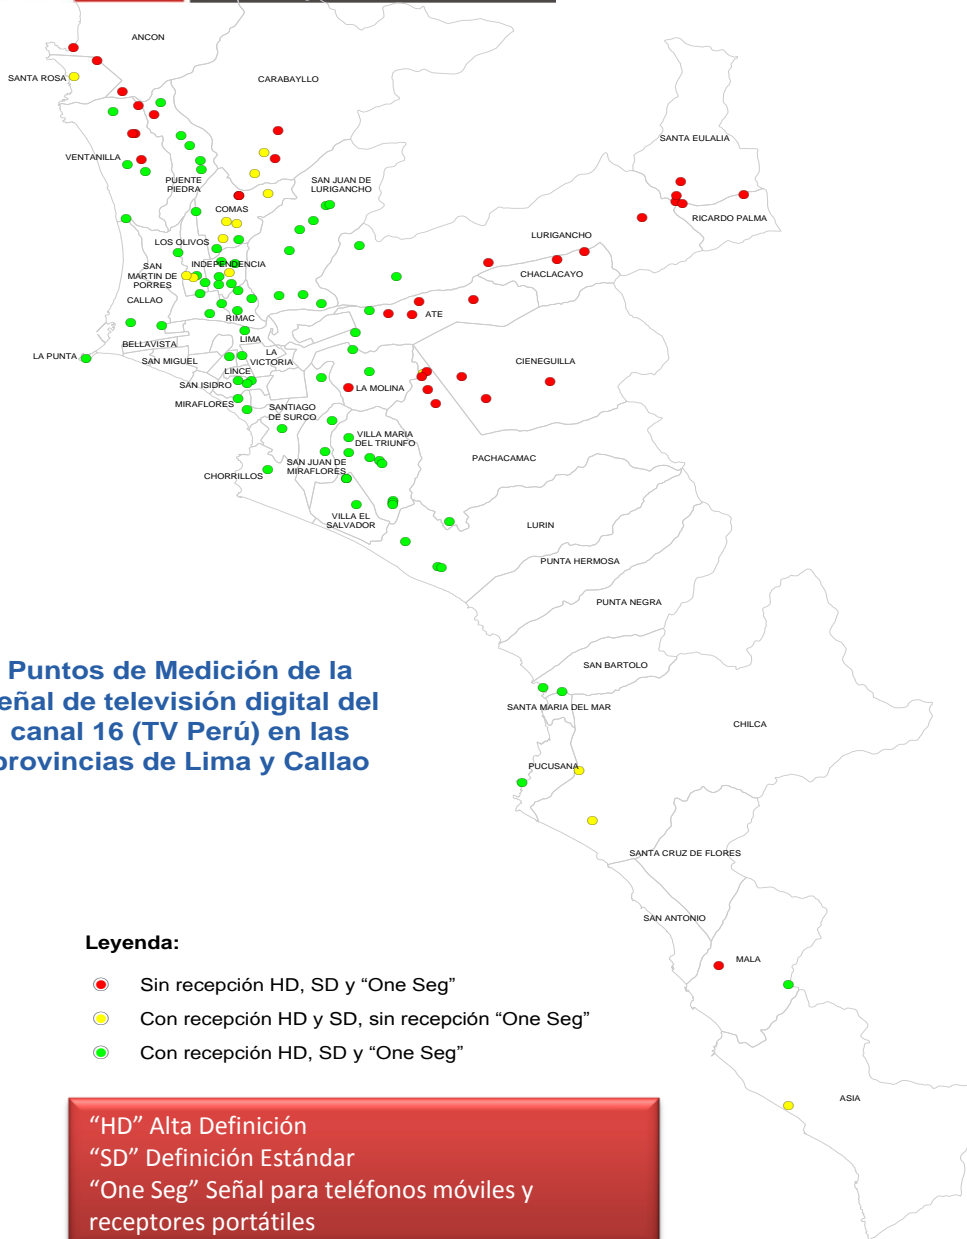 ANCON
SANTA ROSA
CARABAYLLO
SANTA EULALIA
VENTANILLA
PUENTE
PIEDRA
SAN JUAN DE
LURIGANCHO
COMAS
RICARDO PALMA
LURIGANCHO
LOS OLIVOS
INDEPENDENCIA
SAN
MARTIN DE
PORRES
CHACLACAYO
CALLAO
ATE
RIMAC
LIMA
BELLAVISTA
LA PUNTA
SAN MIGUEL
LA
VICTORIA
CIENEGUILLA
LINCE
SAN ISIDRO
LA MOLINA
MIRAFLORES
SANTIAGO
DE SURCO
VILLA MARIA
DEL TRIUNFO
PACHACAMAC
SAN JUAN DE
MIRAFLORES
CHORRILLOS
VILLA EL
SALVADOR
LURIN
PUNTA HERMOSA
PUNTA NEGRA
SAN BARTOLO
SANTA MARIA DEL MAR
CHILCA
PUCUSANA
SANTA CRUZ DE FLORES
SAN ANTONIO
MALA
ASIA
Puntos de Medición de la
eñal de televisión digital del
canal 16 (TV Perú) en las
provincias de Lima y Callao
Leyenda:
Sin recepción HD, SD y “One Seg”
Con recepción HD y SD, sin recepción “One Seg”
Con recepción HD, SD y “One Seg”
“HD” Alta Definición
“SD” Definición Estándar
“One Seg” Señal para teléfonos móviles y
receptores portátiles